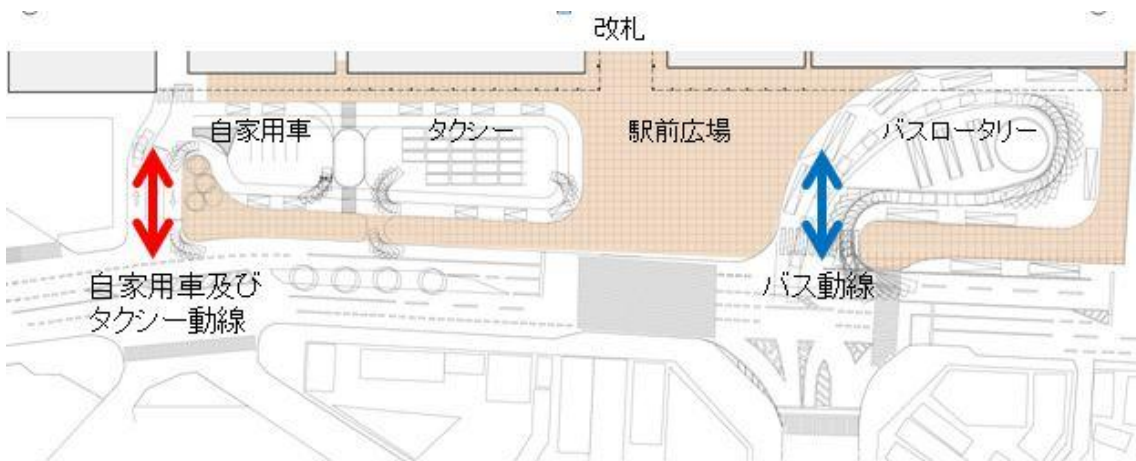 改札
自家用車
タクシー
駅前広場
バスロータリー
自家用車及び
タクシー動線
バス動線